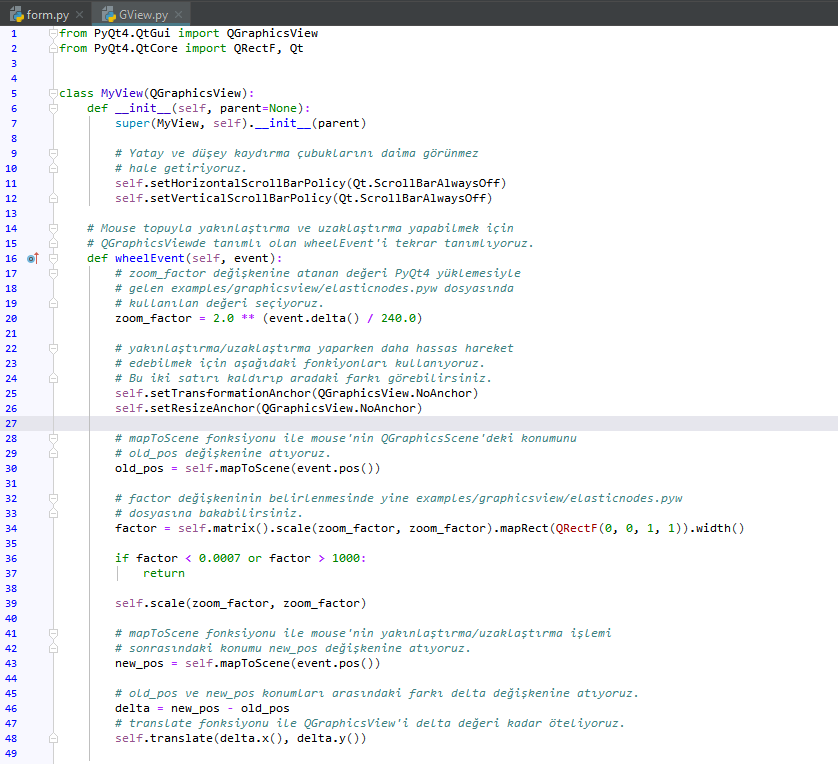 form.py GView.py
1 from PyQt4.QtGui import QGraphicsView
2 from PyQt4.QtCore import QRectF, Qt
3
4
5 class MyView(QGraphicsView):
6 def __init__(self, parent=None):
7 super(MyView, self).__init__(parent)
8
9 # Yatay ve düşey kaydırma çubuklarını daima görünmez
10 # hale getiriyoruz.
11 self.setHorizontalScrollBarPolicy(Qt.ScrollBarAlwaysOff)
12 self.setVerticalScrollBarPolicy(Qt.ScrollBarAlwaysOff)
13
14 # Mouse topuyla yakınlaştırma ve uzaklaştırma yapabilmek için
15 # QGraphicsViewde tanımlı olan wheelEvent'i tekrar tanımlıyoruz.
16 def wheelEvent(self, event):
17 # zoom_factor değişkenine atanan değeri PyQt4 yüklemesiyle
18 # gelen examples/graphicsview/elasticnodes.pyw dosyasında
19 # kullanılan değeri seçiyoruz.
20 zoom_factor = 2.0 ** (event.delta() / 240.0)
21
22 # yakınlaştırma/uzaklaştırma yaparken daha hassas hareket
23 # edebilmek için aşağıdaki fonkiyonları kullanıyoruz.
24 # Bu iki satırı kaldırıp aradaki farkı görebilirsiniz.
25 self.setTransformationAnchor(QGraphicsView.NoAnchor)
26 self.setResizeAnchor(QGraphicsView.NoAnchor)
27
28 # mapToScene fonksiyonu ile mouse'nin QGraphicsScene'deki konumunu
29 # old_pos değişkenine atıyoruz.
30 old_pos = self.mapToScene(event.pos())
31
32 # factor değişkeninin belirlenmesinde yine examples/graphicsview/elasticnodes.pyw
33 # dosyasına bakabilirsiniz.
34 factor = self.matrix().scale(zoom_factor, zoom_factor).mapRect(QRectF(0, 0, 1, 1)).width()
35
36 if factor < 0.0007 or factor > 1000:
37 return
38
39 self.scale(zoom_factor, zoom_factor)
40
41 # mapToScene fonksiyonu ile mouse'nin yakınlaştırma/uzaklaştırma işlemi
42 # sonrasındaki konumu new_pos değişkenine atıyoruz.
43 new_pos = self.mapToScene(event.pos())
44
45 # old_pos ve new_pos konumları arasındaki farkı delta değişkenine atıyoruz.
46 delta = new_pos - old_pos
47 # translate fonksiyonu ile QGraphicsView'i delta değeri kadar öteliyoruz.
48 self.translate(delta.x(), delta.y())
49